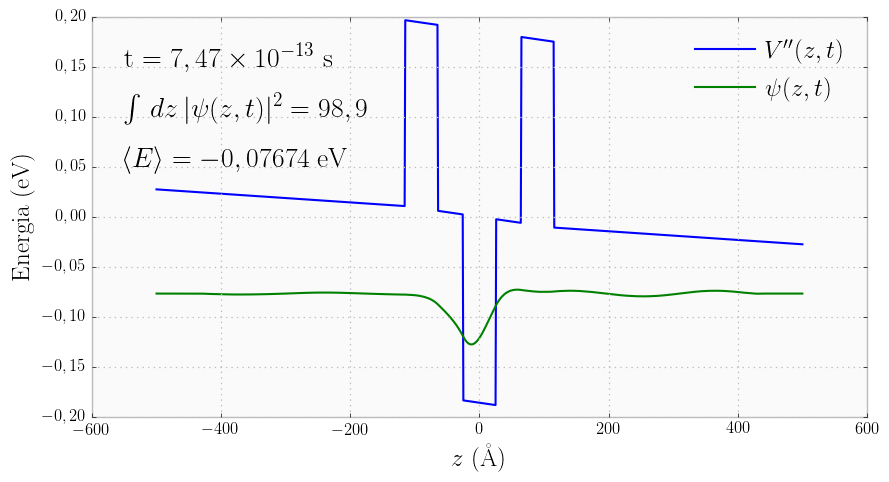 t = 7,47 × 10⁻¹³ s
∫ dz |ψ(z,t)|² = 98,9
⟨E⟩ = −0,07674 eV
V″(z,t)
ψ(z,t)
Energia (eV)
0,20
0,15
0,10
0,05
0,00
−0,05
−0,10
−0,15
−0,20
−600 −400 −200 0 200 400 600
z (Å)